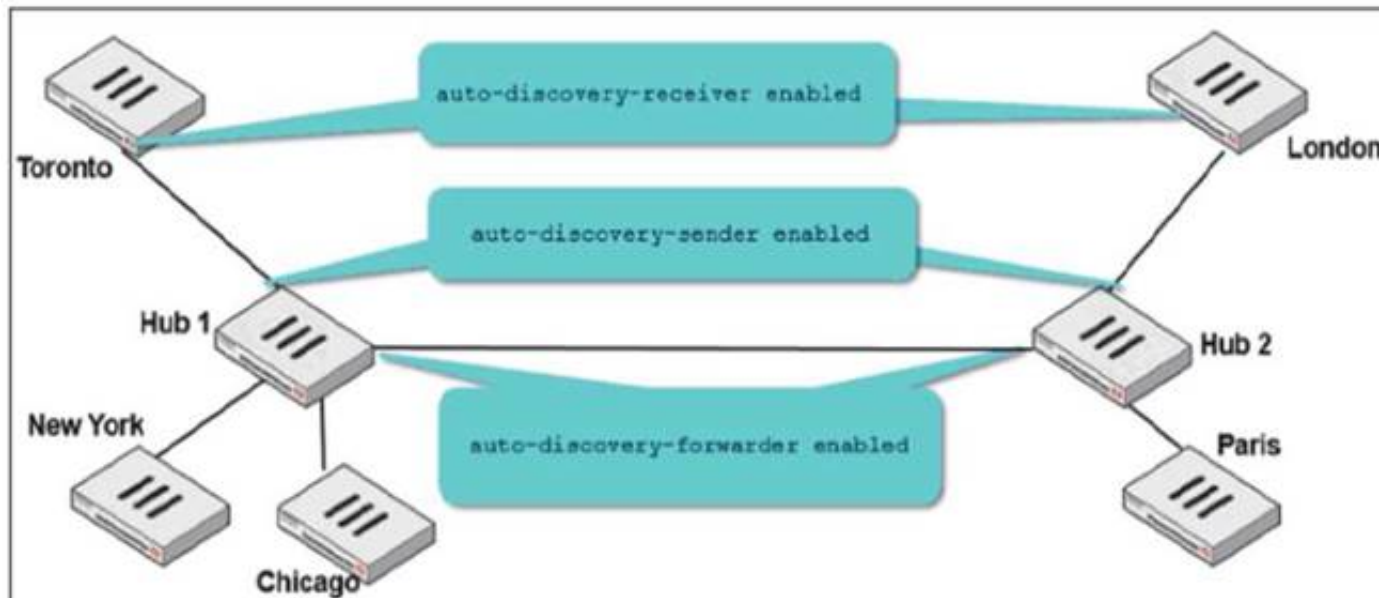 auto-discovery-receiver enabled
Toronto
London
auto-discovery-sender enabled
Hub 1
Hub 2
New York
auto-discovery-forwarder enabled
Paris
Chicago